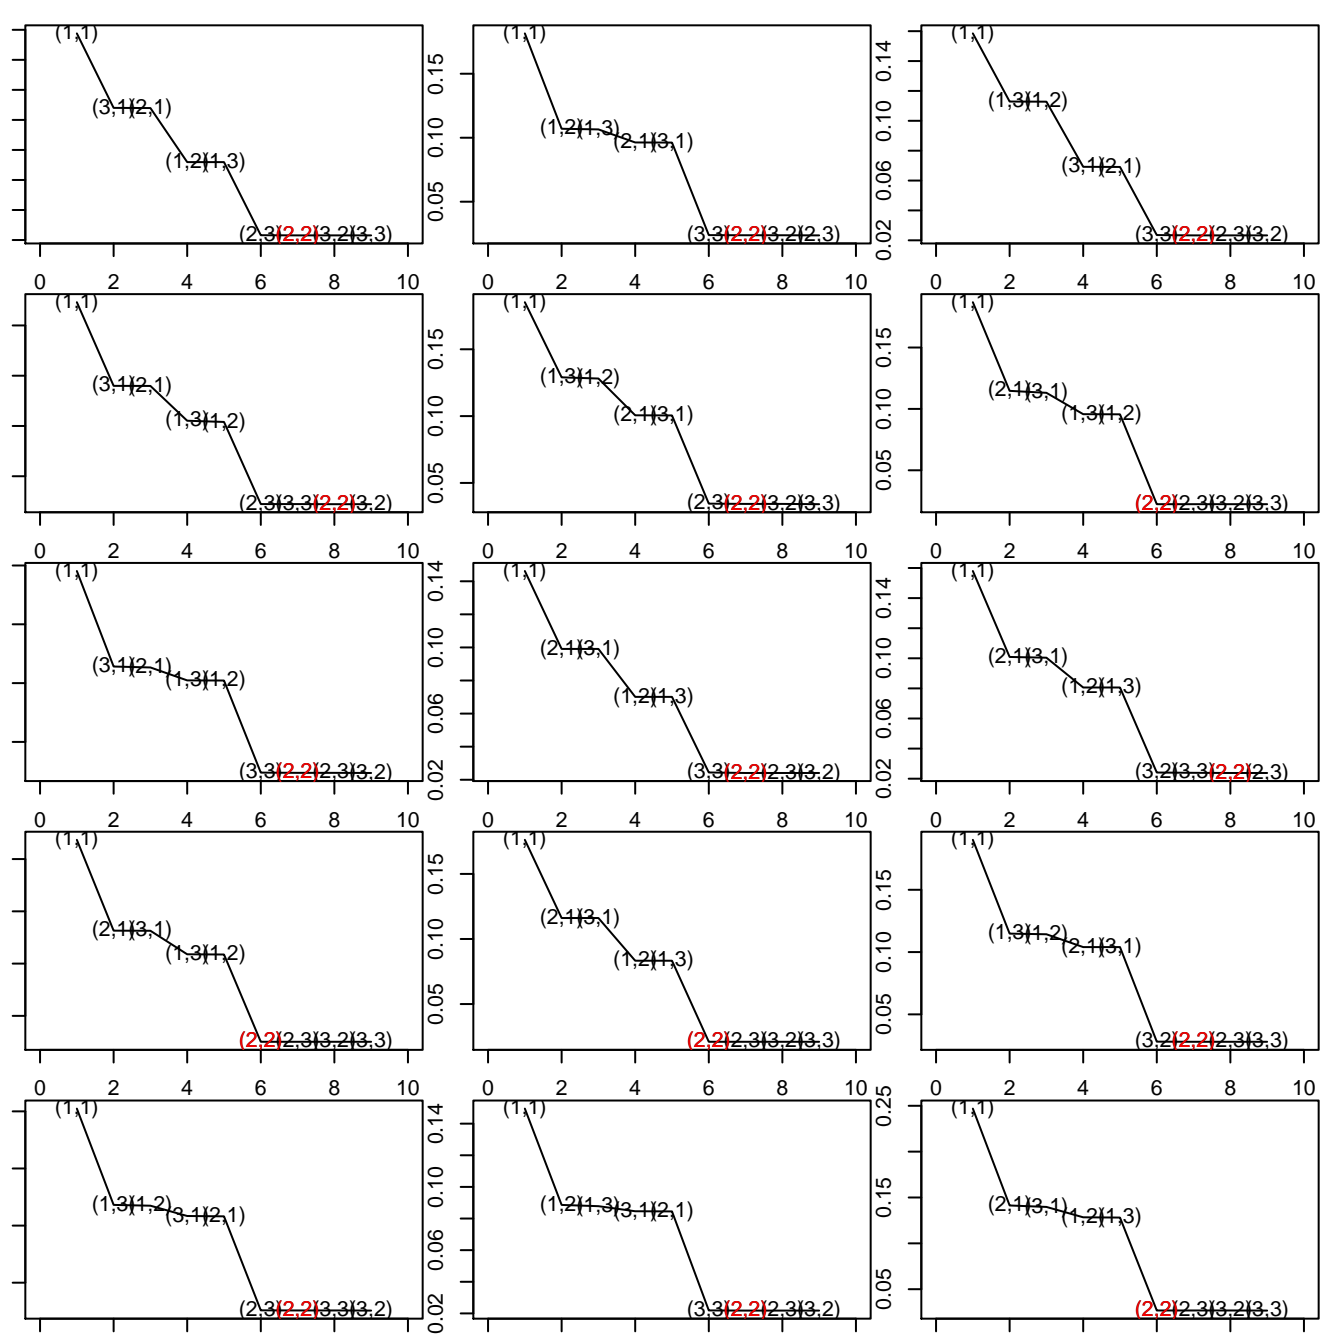 (1,1) (1,1) (1,1)
(3,1) (2,1) (1,2) (1,3) (1,3) (1,2)
(1,2) (1,3) (2,1) (3,1) (3,1) (2,1)
(2,3) (2,2) (3,2) (3,3) (3,3) (2,2) (3,2) (2,3) (3,3) (2,2) (2,3) (3,2)
0.05 0.10 0.15
0.02 0.06 0.10 0.14
0 2 4 6 8 10 0 2 4 6 8 10 0 2 4 6 8 10
(1,1) (1,1) (1,1)
(3,1) (2,1) (1,3) (1,2) (2,1) (3,1)
(1,3) (1,2) (2,1) (3,1) (1,3) (1,2)
(2,3) (3,3) (2,2) (3,2) (2,3) (2,2) (3,2) (3,3) (2,2) (2,3) (3,2) (3,3)
0.05 0.10 0.15
0.05 0.10 0.15
0 2 4 6 8 10 0 2 4 6 8 10 0 2 4 6 8 10
(1,1) (1,1) (1,1)
(3,1) (2,1) (2,1) (3,1) (2,1) (3,1)
(1,3) (1,2) (1,2) (1,3) (1,2) (1,3)
(3,3) (2,2) (2,3) (3,2) (3,3) (2,2) (2,3) (3,2) (3,2) (3,3) (2,2) (2,3)
0.02 0.06 0.10 0.14
0.02 0.06 0.10 0.14
0 2 4 6 8 10 0 2 4 6 8 10 0 2 4 6 8 10
(1,1) (1,1) (1,1)
(2,1) (3,1) (2,1) (3,1) (1,3) (1,2)
(1,3) (1,2) (1,2) (1,3) (2,1) (3,1)
(2,2) (2,3) (3,2) (3,3) (2,2) (2,3) (3,2) (3,3) (3,2) (2,2) (2,3) (3,3)
0.05 0.10 0.15
0.05 0.10 0.15
0 2 4 6 8 10 0 2 4 6 8 10 0 2 4 6 8 10
(1,1) (1,1) (1,1)
(1,3) (1,2) (1,2) (1,3) (2,1) (3,1)
(3,1) (2,1) (3,1) (2,1) (1,2) (1,3)
(2,3) (2,2) (3,3) (3,2) (3,3) (2,2) (2,3) (3,2) (2,2) (2,3) (3,2) (3,3)
0.02 0.06 0.10 0.14
0.05 0.15 0.25